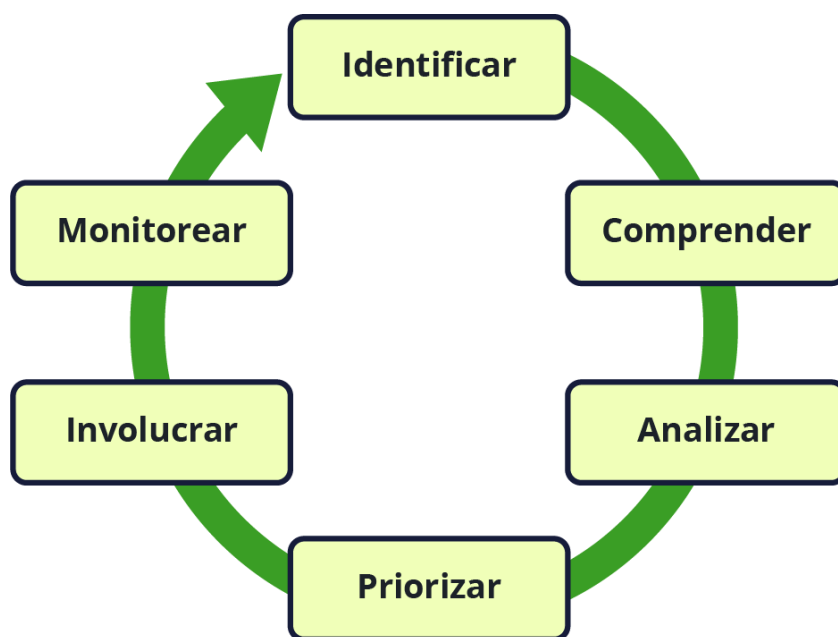 Identificar
Comprender
Analizar
Priorizar
Involucrar
Monitorear